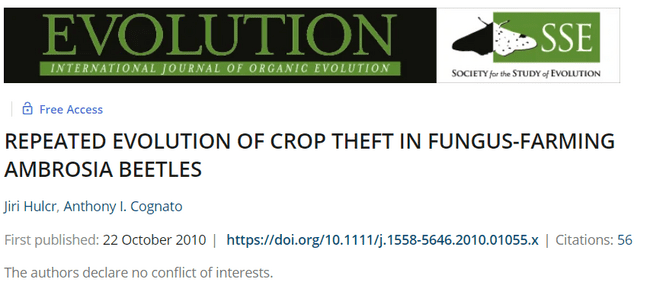 EVOLUTION
INTERNATIONAL JOURNAL OF ORGANIC EVOLUTION
SSE
SOCIETY for the STUDY of EVOLUTION
Free Access
REPEATED EVOLUTION OF CROP THEFT IN FUNGUS-FARMING
AMBROSIA BEETLES
Jiri Hulcr, Anthony I. Cognato
First published: 22 October 2010 | https://doi.org/10.1111/j.1558-5646.2010.01055.x | Citations: 56
The authors declare no conflict of interests.